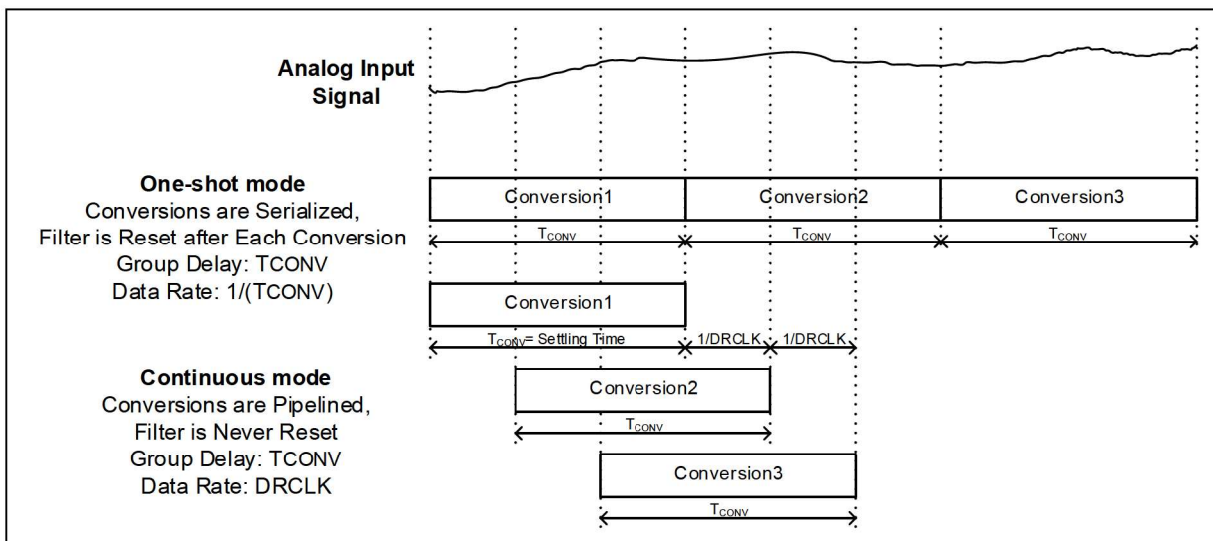 Analog Input
Signal
One-shot mode
Conversions are Serialized,
Filter is Reset after Each Conversion
Group Delay: TCONV
Data Rate: 1/(TCONV)
Conversion1
Conversion2
Conversion3
TCONV
TCONV
TCONV
Conversion1
TCONV= Settling Time
1/DRCLK
1/DRCLK
Continuous mode
Conversions are Pipelined,
Filter is Never Reset
Group Delay: TCONV
Data Rate: DRCLK
Conversion2
TCONV
Conversion3
TCONV